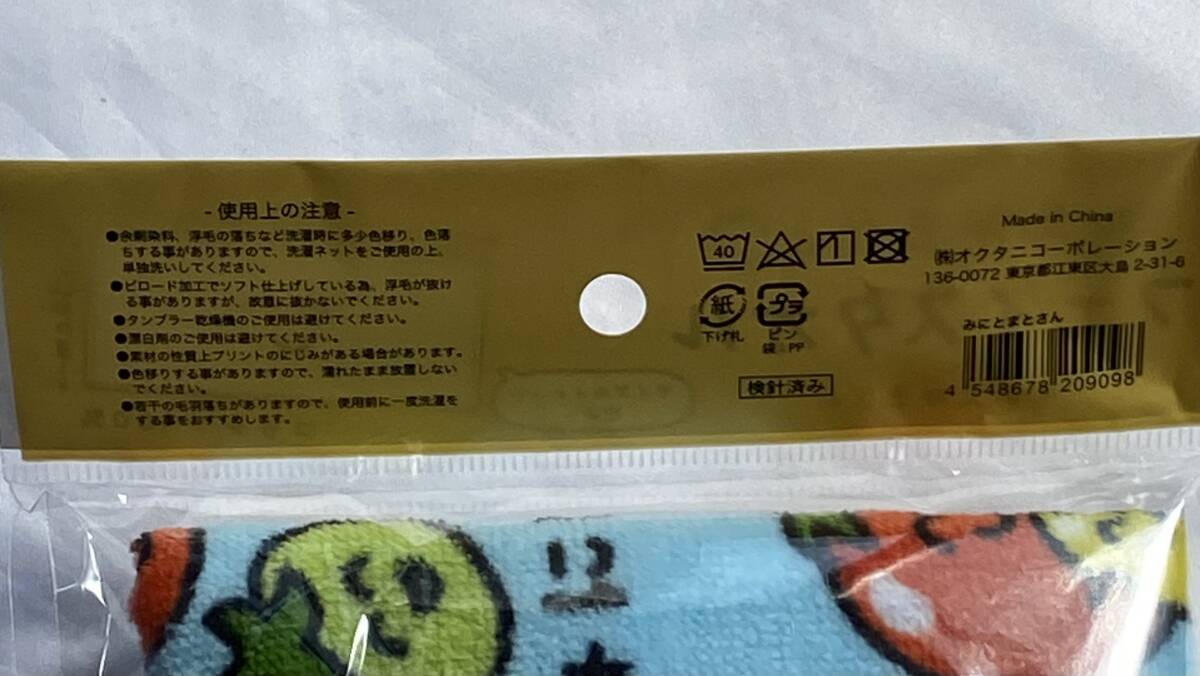 - 使用上の注意 -
●余剰染料、浮毛の落ちなど洗濯時に多少色移り、色落
ちする事がありますので、洗濯ネットをご使用の上、
単独洗いしてください。
●ビロード加工でソフト仕上げしている為、浮毛が抜け
る事がありますが、故意に抜かないでください。
●タンブラー乾燥機のご使用は避けてください。
●漂白剤のご使用は避けてください。
●素材の性質上プリントのにじみがある場合があります。
●色移りする事がありますので、濡れたまま放置しない
でください。
●若干の毛羽落ちがありますので、使用前に一度洗濯を
する事をおすすめします。
40
紙
下げ札
プラ
ピン
袋:PP
検針済み
Made in China
㈱オクタニコーポレーション
136-0072 東京都江東区大島 2-31-6
みにとまとさん
4 548678 209098